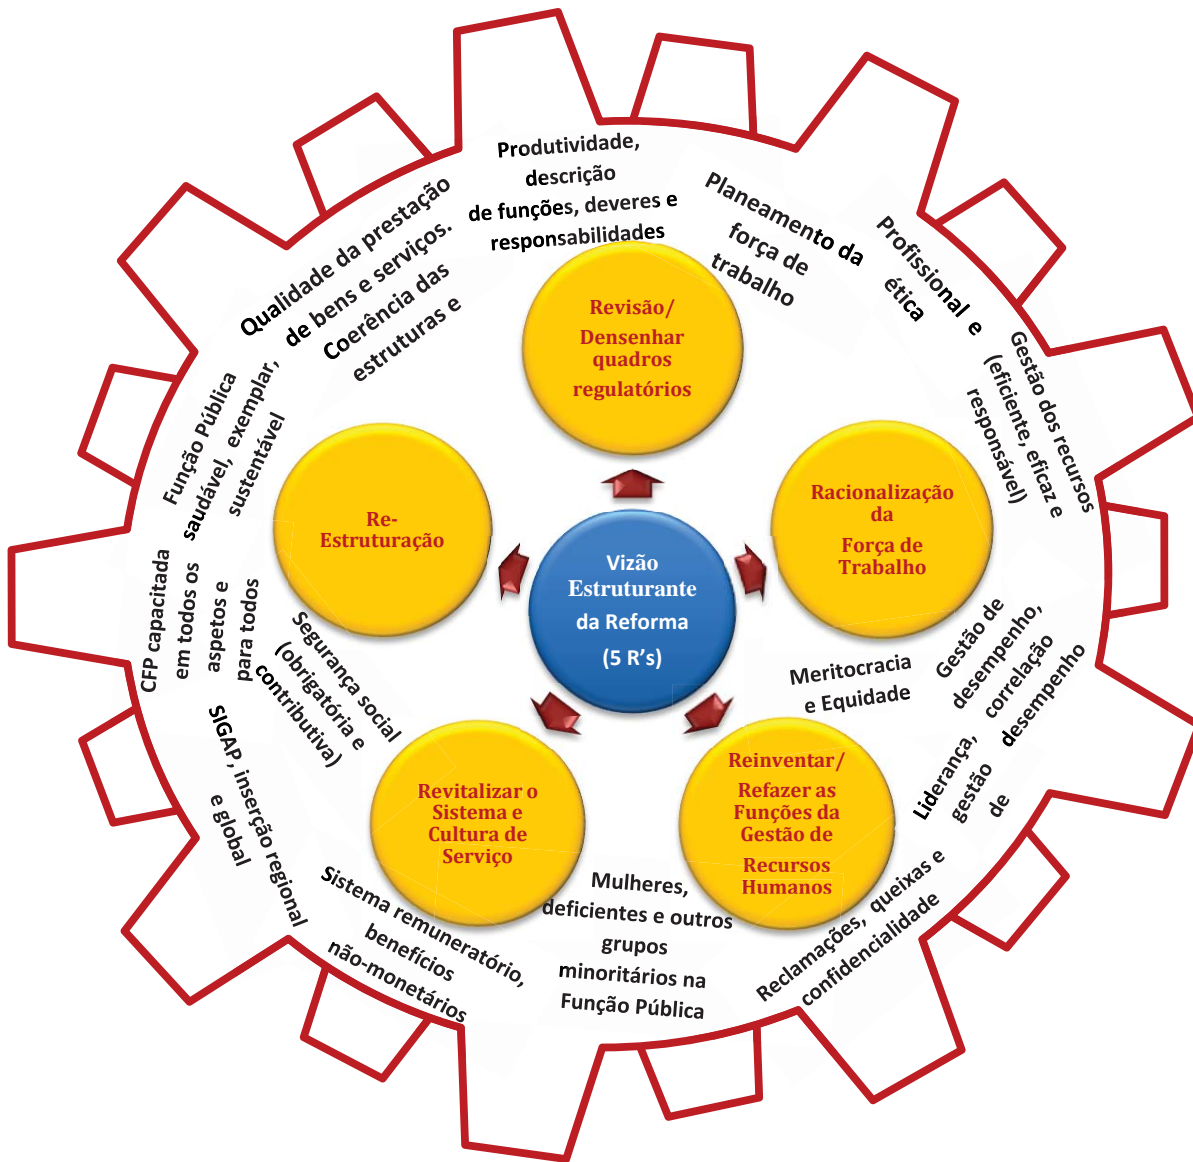 Produtividade,
descrição
de funções, deveres e
responsabilidades
Planeamento da
força de
trabalho
Profissional e
ética
Gestão dos recursos
(eficiente, eficaz e
responsável)
Gestão de
desempenho,
correlação
desempenho
Liderança,
gestão
de
Meritocracia
e Equidade
Reclamações, queixas e
confidencialidade
Mulheres,
deficientes e outros
grupos
minoritários na
Função Pública
Sistema remuneratório,
benefícios
não-monetários
SIGAP, inserção regional
e global
Segurança social
(obrigatória e
contributiva)
CFP capacitada
em todos os
aspetos e
para todos
Função Pública
saudável, exemplar,
sustentável
Qualidade da prestação
de bens e serviços.
Coerência das
estruturas e
Revisão/
Densenhar
quadros
regulatórios
Racionalização
da
Força de
Trabalho
Reinventar/
Refazer as
Funções da
Gestão de
Recursos
Humanos
Revitalizar o
Sistema e
Cultura de
Serviço
Re-
Estruturação
Vizão
Estruturante
da Reforma
(5 R's)